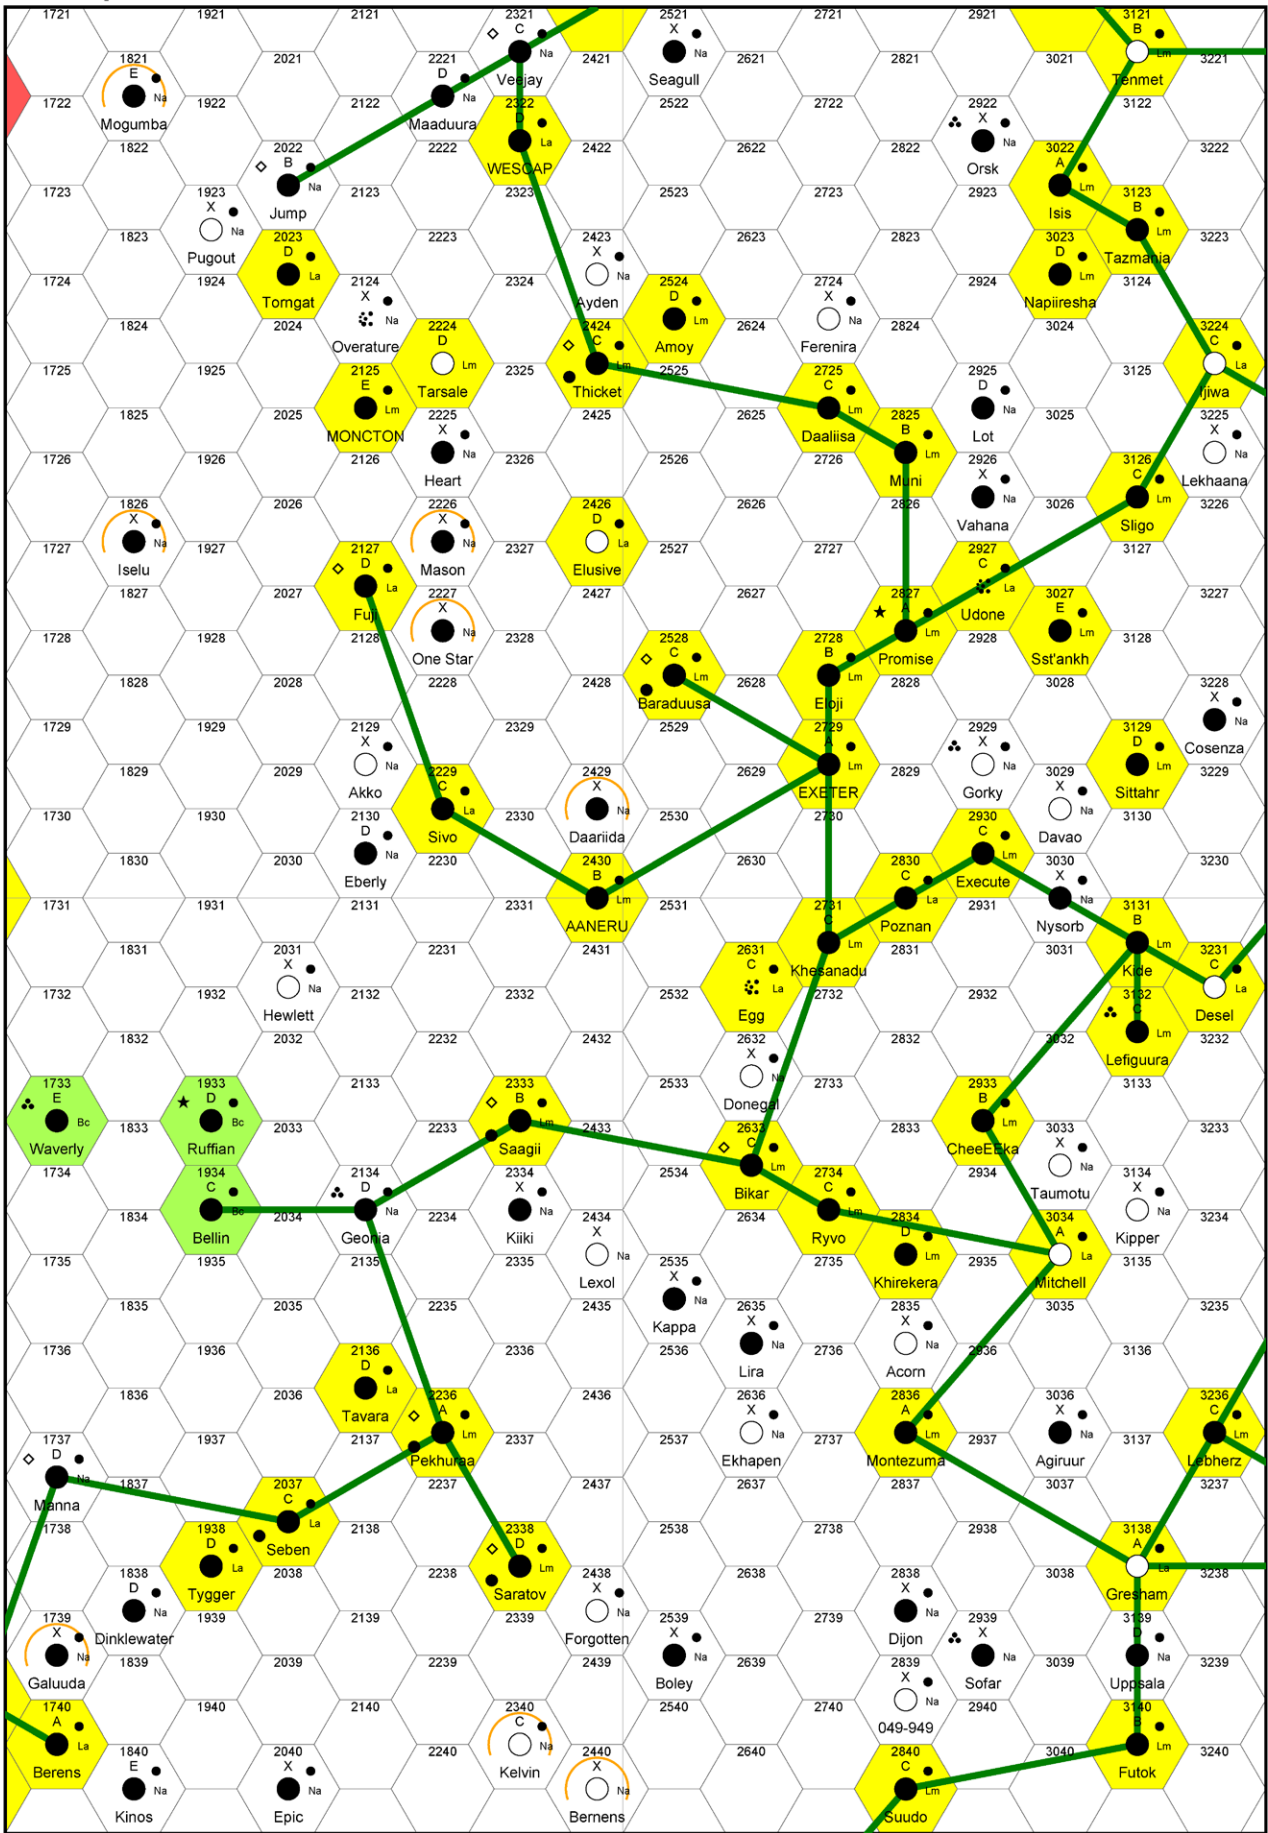 1721 1921 2121 2321 2521 2721 2921 3121
C Na X Na B Lm
1821 2021 2221 2421 2621 2821 3021 3221
E Na D Na Veejay Seagull Tenmet
1722 1922 2122 2322 2522 2722 2922 3122
Mogumba Maaduura D La X Na
1822 2022 2222 2422 2622 2822 3022 3222
B Na WESCAP Orsk A Lm
1723 1923 2123 2323 2523 2723 2923 3123
X Na Jump Isis B Lm
1823 2023 2223 2423 2623 2823 3023 3223
Pugout D La X Na D Lm Tazmania
1724 1924 2124 2324 2524 2724 2924 3124
X Na Torngat Ayden D Lm X Na Napiiresha
1824 2024 2224 2424 2624 2824 3024 3224
Overature D Lm C Lm Amoy Ferenira C La
1725 1925 2125 2325 2525 2725 2925 3125
E Lm Tarsale Thicket C Lm D Na Ijiwa
1825 2025 2225 2425 2625 2825 3025 3225
MONCTON X Na Daaliisa B Lm Lot X Na
1726 1926 2126 2326 2526 2726 2926 3126
Heart Muni X Na C Lm Lekhaana
1826 2026 2226 2426 2626 2826 3026 3226
X Na X Na D La Vahana Sligo
1727 1927 2127 2327 2527 2727 2927 3127
Iselu D La Mason Elusive C La
1827 2027 2227 2427 2627 2827 3027 3227
Fuji X Na A Lm Udone E Lm
1728 1928 2128 2328 2528 2728 2928 3128
One Star C Lm B Lm Promise Sst'ankh
1828 2028 2228 2428 2628 2828 3028 3228
Baraduusa Eloji X Na
1729 1929 2129 2329 2529 2729 2929 3129
X Na A Lm X Na D Lm Cosenza
1829 2029 2229 2429 2629 2829 3029 3229
Akko C La X Na EXETER Gorky X Na Sittahr
1730 1930 2130 2330 2530 2730 2930 3130
D Na Sivo Daariida C Lm Davao
1830 2030 2230 2430 2630 2830 3030 3230
Eberly B Lm C La Execute X Na
1731 1931 2131 2331 2531 2731 2931 3131
AANERU C Lm Poznan Nysorb B Lm
1831 2031 2231 2431 2631 2831 3031 3231
X Na C La Khesanadu Kide C La
1732 1932 2132 2332 2532 2732 2932 3132
Hewlett Egg C Lm Desel
1832 2032 2232 2432 2632 2832 3032 3232
X Na Lefiguura
1733 1933 2133 2333 2533 2733 2933 3133
E Bc D Bc B Lm Donegal B Lm
1833 2033 2233 2433 2633 2833 3033 3233
Waverly Ruffian Saagii C Lm CheeEEka X Na
1734 1934 2134 2334 2534 2734 2934 3134
C Bc D Na X Na Bikar C Lm Taumotu X Na
1834 2034 2234 2434 2634 2834 3034 3234
Bellin Geonia Kiiki X Na Ryvo D Lm A La Kipper
1735 1935 2135 2335 2535 2735 2935 3135
Lexol X Na Khirekera Mitchell
1835 2035 2235 2435 2635 2835 3035 3235
Kappa X Na X Na
1736 1936 2136 2336 2536 2736 2936 3136
D La Lira Acorn
1836 2036 2236 2436 2636 2836 3036 3236
Tavara A Lm X Na A Lm X Na C Lm
1737 1937 2137 2337 2537 2737 2937 3137
D Na Pekhuraa Ekhapen Montezuma Agiruur Lebherz
1837 2037 2237 2437 2637 2837 3037 3237
Manna C La
1738 1938 2138 2338 2538 2738 2938 3138
D La Seben D Lm A La
1838 2038 2238 2438 2638 2838 3038 3238
D Na Tygger Saratov X Na X Na Gresham
1739 1939 2139 2339 2539 2739 2939 3139
X Na Dinklewater Forgotten X Na Dijon X Na D Na
1839 2039 2239 2439 2639 2839 3039 3239
Galuuda Boley X Na Sofar Uppsala
1740 1940 2140 2340 2540 2740 2940 3140
A La C Na 049-949 B Lm
1840 2040 2240 2440 2640 2840 3040 3240
Berens E Na X Na Kelvin X Na C Lm Futok
Kinos Epic Bernens Suudo